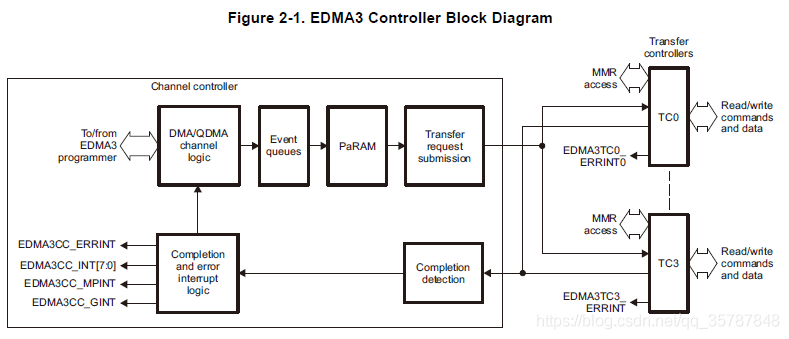 Figure 2-1. EDMA3 Controller Block Diagram
Transfer
controllers
Channel controller
MMR
access
To/from
EDMA3
programmer
DMA/QDMA
channel
logic
Event
queues
PaRAM
Transfer
request
submission
TC0
Read/write
commands
and data
EDMA3TC0_
ERRINT0
MMR
access
EDMA3CC_ERRINT
EDMA3CC_INT[7:0]
EDMA3CC_MPINT
EDMA3CC_GINT
Completion
and error
interrupt
logic
Completion
detection
TC3
Read/write
commands
and data
EDMA3TC3_
ERRINT
https://blog.csdn.net/qq_35787848